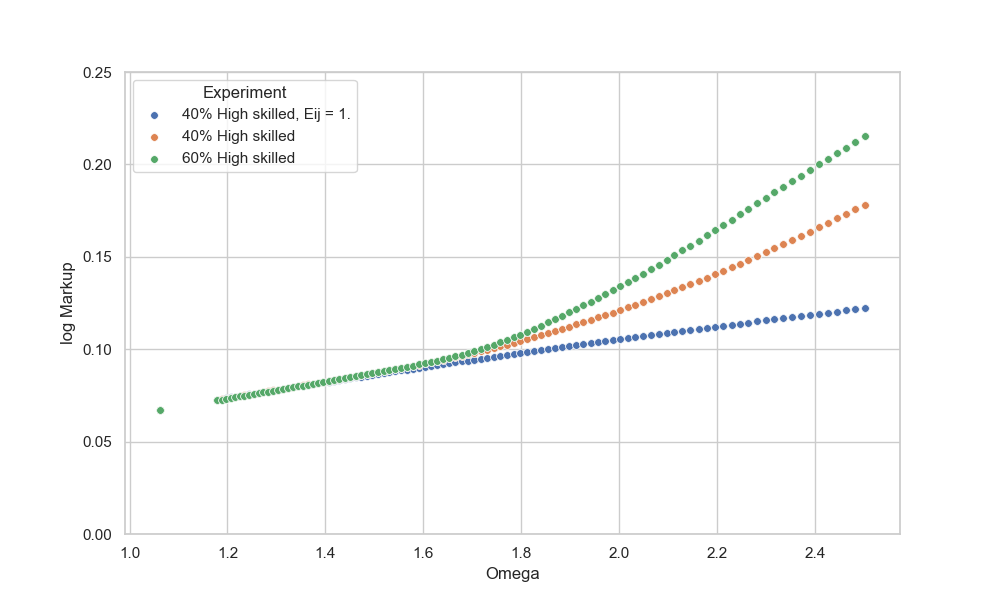 0.25
0.20
0.15
0.10
0.05
0.00
log Markup
Experiment
40% High skilled, Eij = 1.
40% High skilled
60% High skilled
1.0 1.2 1.4 1.6 1.8 2.0 2.2 2.4
Omega